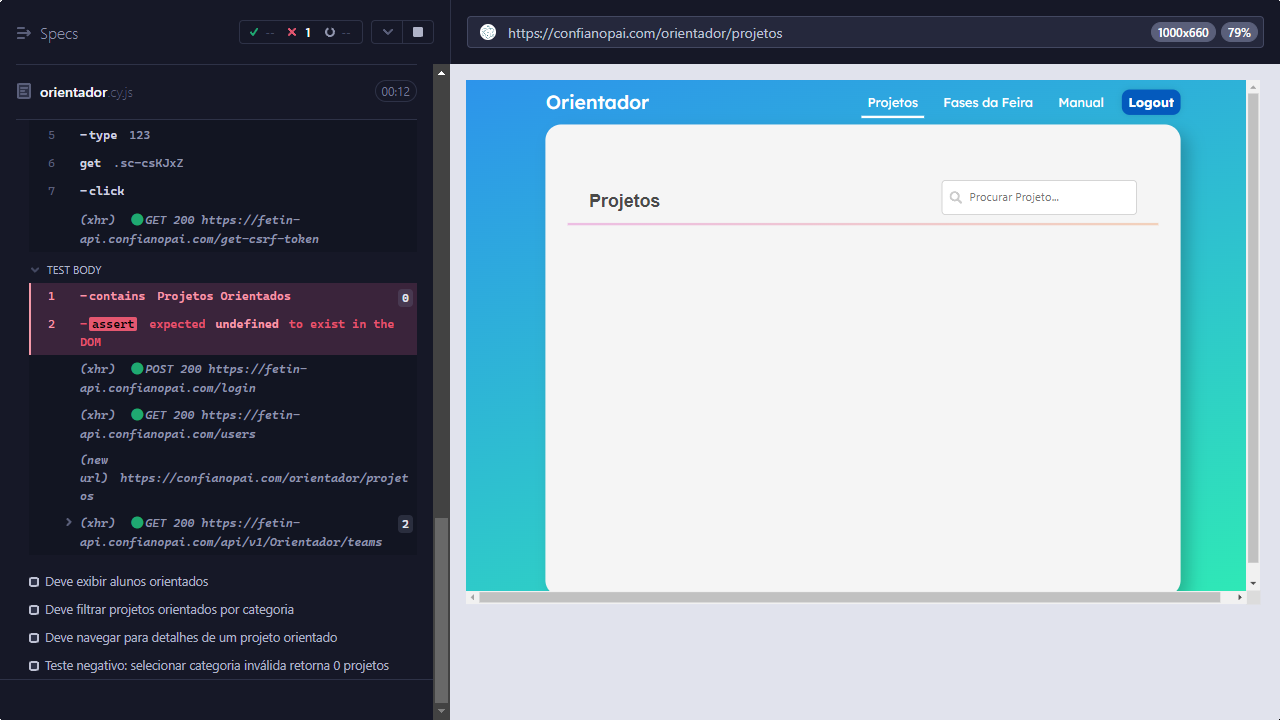 Specs
-- 1 --
https://confianopai.com/orientador/projetos
1000x660
79%
orientador.cy.js
00:12
5 -type 123
6 get .sc-csKJxZ
7 -click
(xhr) GET 200 https://fetin-
api.confianopai.com/get-csrf-token
TEST BODY
1 -contains Projetos Orientados 0
2 -assert expected undefined to exist in the
DOM
(xhr) POST 200 https://fetin-
api.confianopai.com/login
(xhr) GET 200 https://fetin-
api.confianopai.com/users
(new
url) https://confianopai.com/orientador/projet
os
(xhr) GET 200 https://fetin- 2
api.confianopai.com/api/v1/Orientador/teams
Deve exibir alunos orientados
Deve filtrar projetos orientados por categoria
Deve navegar para detalhes de um projeto orientado
Teste negativo: selecionar categoria inválida retorna 0 projetos
Orientador
Projetos
Fases da Feira
Manual
Logout
Projetos
Procurar Projeto...